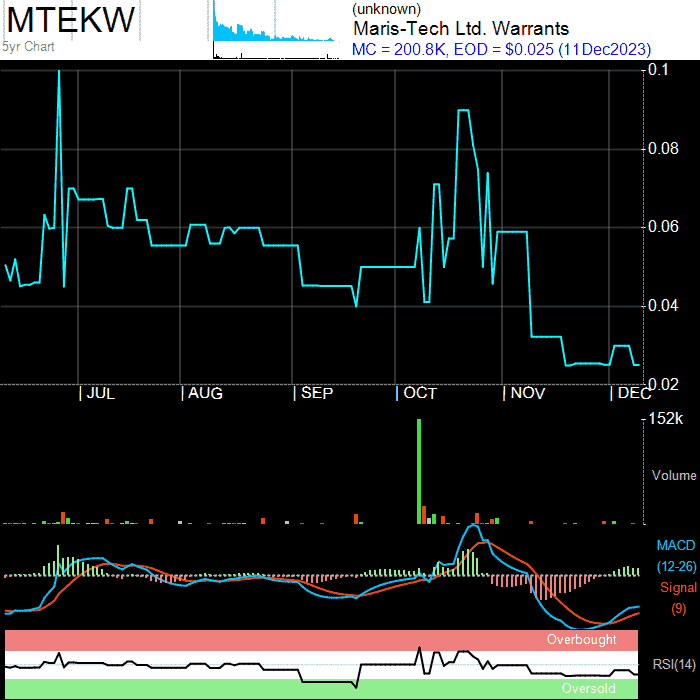 MTEKW
5yr Chart
(unknown)
Maris-Tech Ltd. Warrants
MC = 200.8K, EOD = $0.025 (11Dec2023)
0.1
0.08
0.06
0.04
0.02
JUL AUG SEP OCT NOV DEC
152k
Volume
MACD
(12-26)
Signal
(9)
Overbought
RSI(14)
Oversold